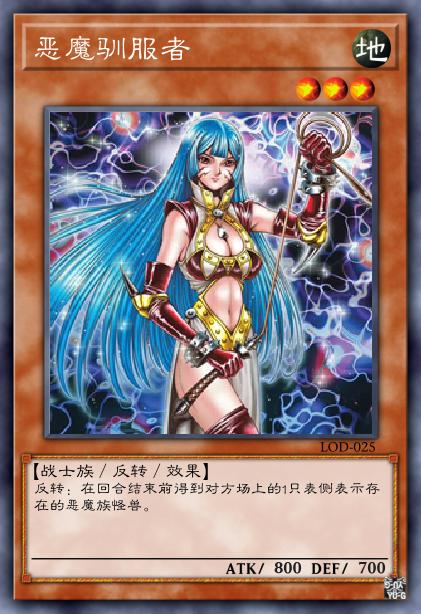 恶魔驯服者
地
LOD-025
【战士族 / 反转 / 效果】
反转：在回合结束前得到对方场上的1只表侧表示存
在的恶魔族怪兽。
ATK/ 800 DEF/ 700